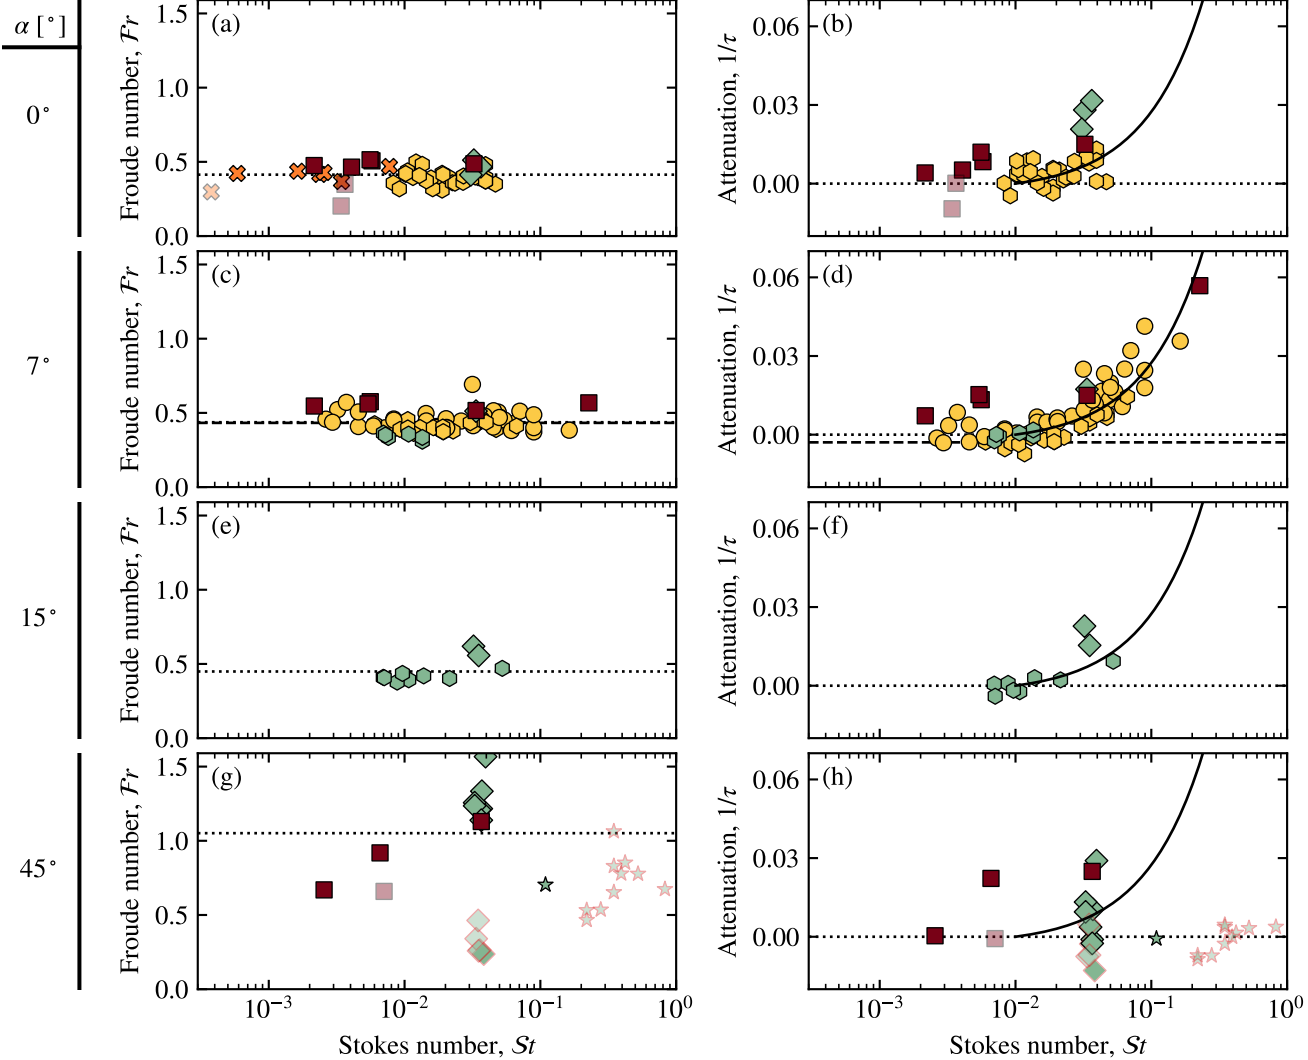 α [°]
0°
7°
15°
45°
(a)
Froude number, Fr
1.5
1.0
0.5
0.0
(b)
Attenuation, 1/τ
0.06
0.03
0.00
(c)
Froude number, Fr
1.5
1.0
0.5
0.0
(d)
Attenuation, 1/τ
0.06
0.03
0.00
(e)
Froude number, Fr
1.5
1.0
0.5
0.0
(f)
Attenuation, 1/τ
0.06
0.03
0.00
(g)
Froude number, Fr
1.5
1.0
0.5
0.0
10⁻³ 10⁻² 10⁻¹ 10⁰
Stokes number, St
(h)
Attenuation, 1/τ
0.06
0.03
0.00
10⁻³ 10⁻² 10⁻¹ 10⁰
Stokes number, St